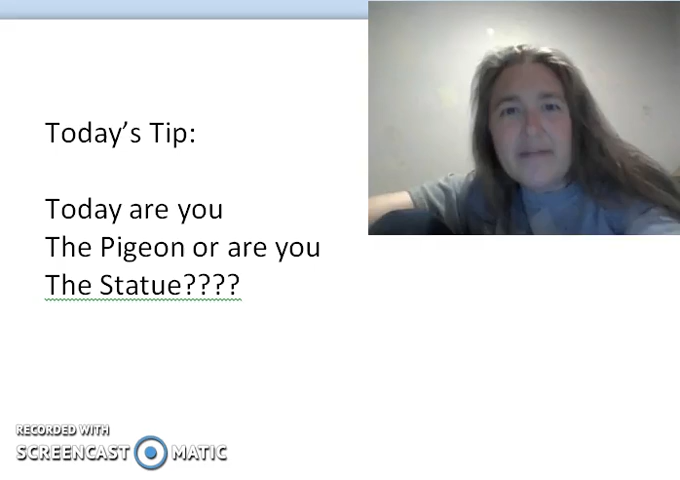 Today's Tip:
Today are you
The Pigeon or are you
The Statue????
RECORDED WITH
SCREENCAST MATIC